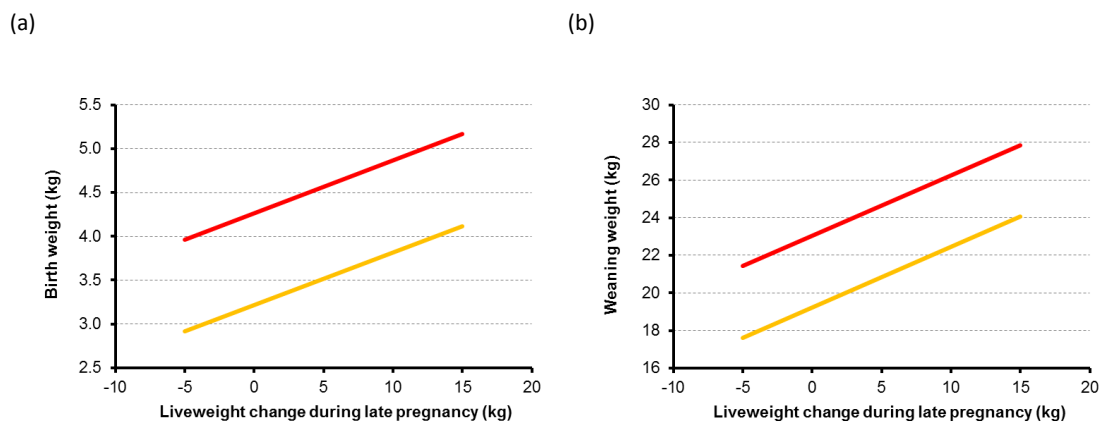 (a)
(b)
Birth weight (kg)
5.5
5.0
4.5
4.0
3.5
3.0
2.5
-10 -5 0 5 10 15 20
Liveweight change during late pregnancy (kg)
Weaning weight (kg)
30
28
26
24
22
20
18
16
-10 -5 0 5 10 15 20
Liveweight change during late pregnancy (kg)